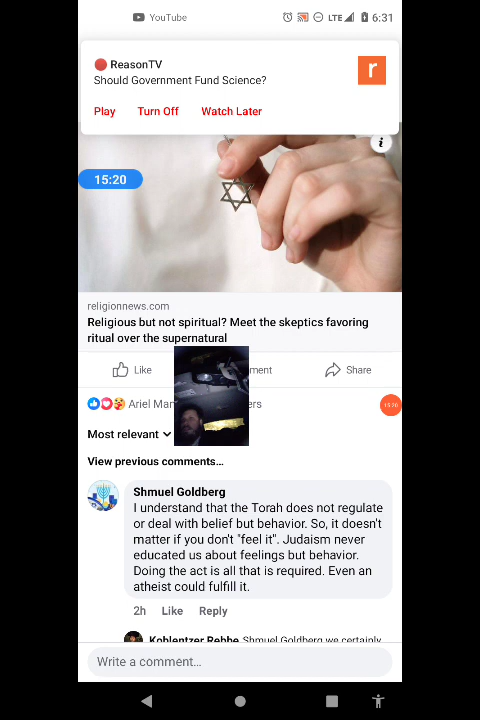 YouTube
LTE 6:31
ReasonTV
Should Government Fund Science?
r
Play Turn Off Watch Later
i
15:20
religionnews.com
Religious but not spiritual? Meet the skeptics favoring
ritual over the supernatural
Like ment Share
Ariel Mar ers
15:20
Most relevant
View previous comments...
Shmuel Goldberg
I understand that the Torah does not regulate
or deal with belief but behavior. So, it doesn't
matter if you don't "feel it". Judaism never
educated us about feelings but behavior.
Doing the act is all that is required. Even an
atheist could fulfill it.
2h Like Reply
Koblentzer Rebbe Shmuel Goldberg we certainly
Write a comment...